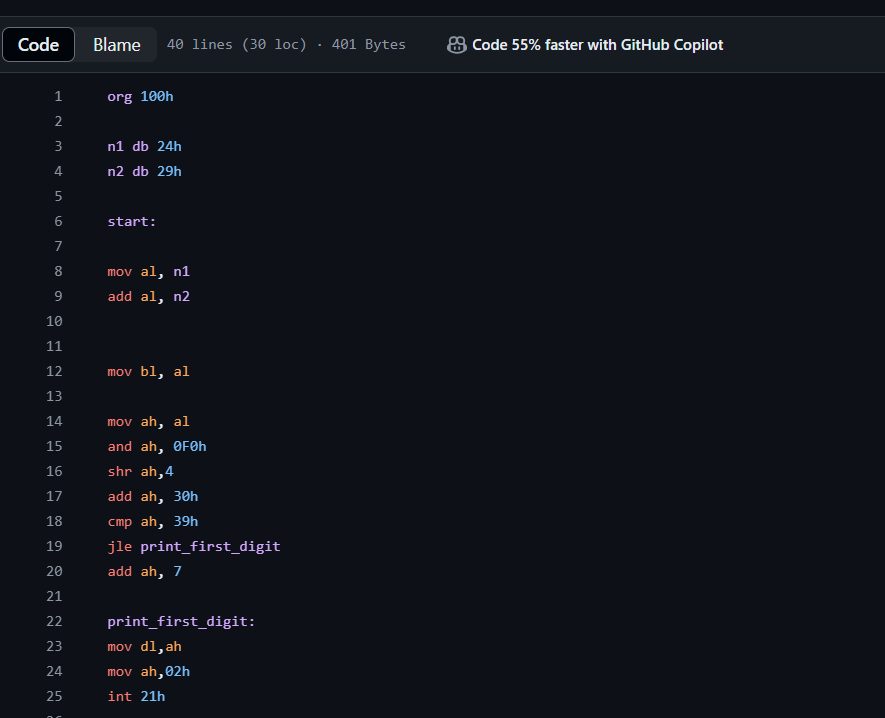 Code Blame 40 lines (30 loc) · 401 Bytes Code 55% faster with GitHub Copilot
1 org 100h
2
3 n1 db 24h
4 n2 db 29h
5
6 start:
7
8 mov al, n1
9 add al, n2
10
11
12 mov bl, al
13
14 mov ah, al
15 and ah, 0F0h
16 shr ah,4
17 add ah, 30h
18 cmp ah, 39h
19 jle print_first_digit
20 add ah, 7
21
22 print_first_digit:
23 mov dl,ah
24 mov ah,02h
25 int 21h